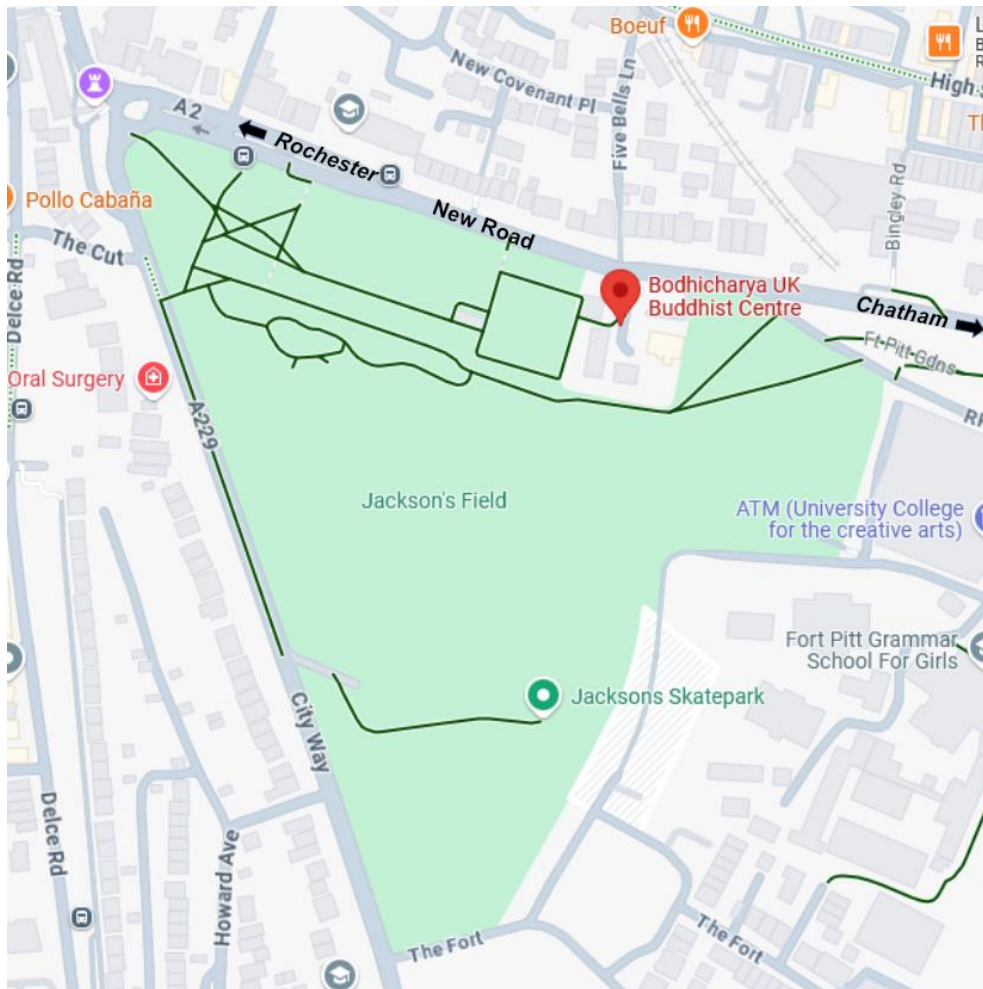 Boeuf
L
B
R
High S
Th
New Covenant Pl
Five Bells Ln
A2
Rochester
New Road
Pollo Cabaña
The Cut
Delce Rd
Bingley Rd
Bodhicharya UK
Buddhist Centre
Chatham
Ft Pitt Gdns
Oral Surgery
A229
Jackson's Field
ATM (University College
for the creative arts)
Fort Pitt Grammar
School For Girls
Jacksons Skatepark
City Way
Delce Rd
Howard Ave
The Fort
The Fort